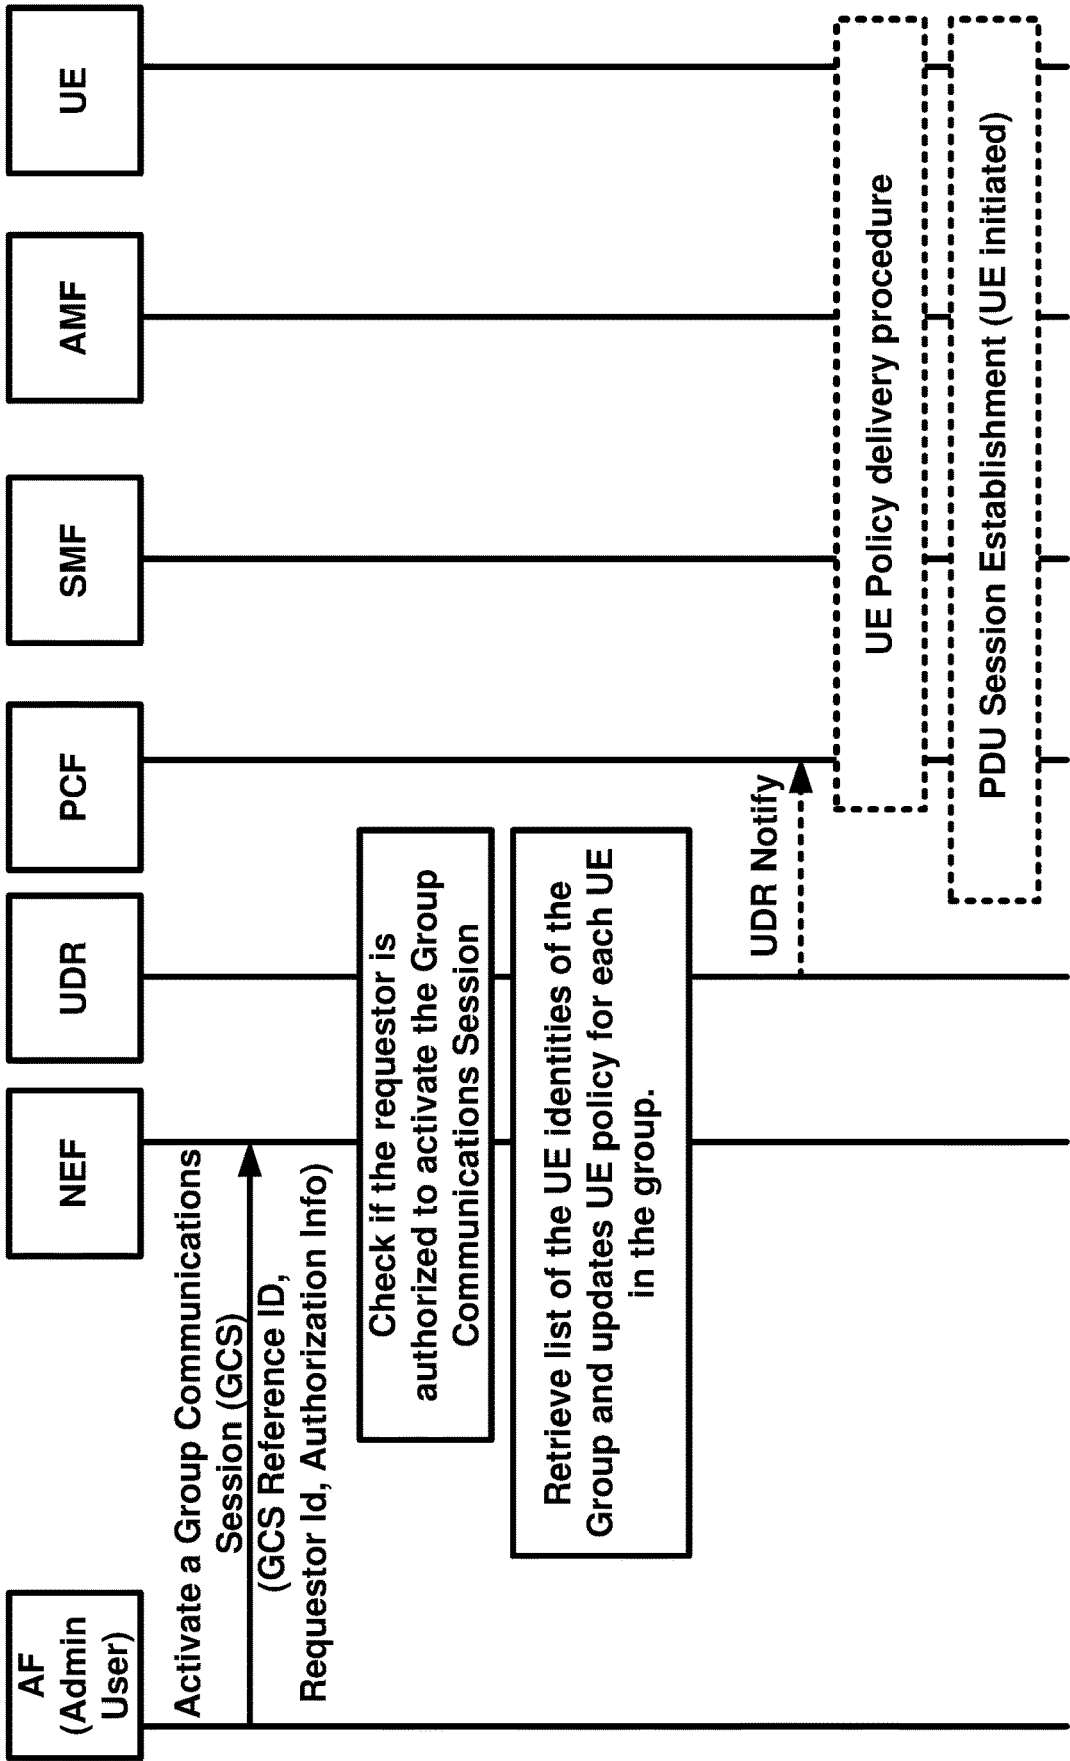 AF
(Admin
User)
NEF
UDR
PCF
SMF
AMF
UE
Activate a Group Communications
Session (GCS)
(GCS Reference ID,
Requestor Id, Authorization Info)
Check if the requestor is
authorized to activate the Group
Communications Session
Retrieve list of the UE identities of the
Group and updates UE policy for each UE
in the group.
UDR Notify
UE Policy delivery procedure
PDU Session Establishment (UE initiated)